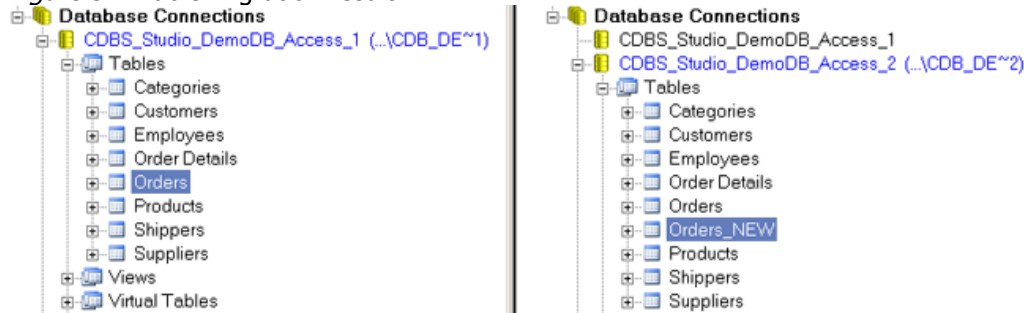 Database Connections
CDBS_Studio_DemoDB_Access_1 (...\CDB_DE~1)
Tables
Categories
Customers
Employees
Order Details
Orders
Products
Shippers
Suppliers
Views
Virtual Tables
Database Connections
CDBS_Studio_DemoDB_Access_1
CDBS_Studio_DemoDB_Access_2 (...\CDB_DE~2)
Tables
Categories
Customers
Employees
Order Details
Orders
Orders_NEW
Products
Shippers
Suppliers